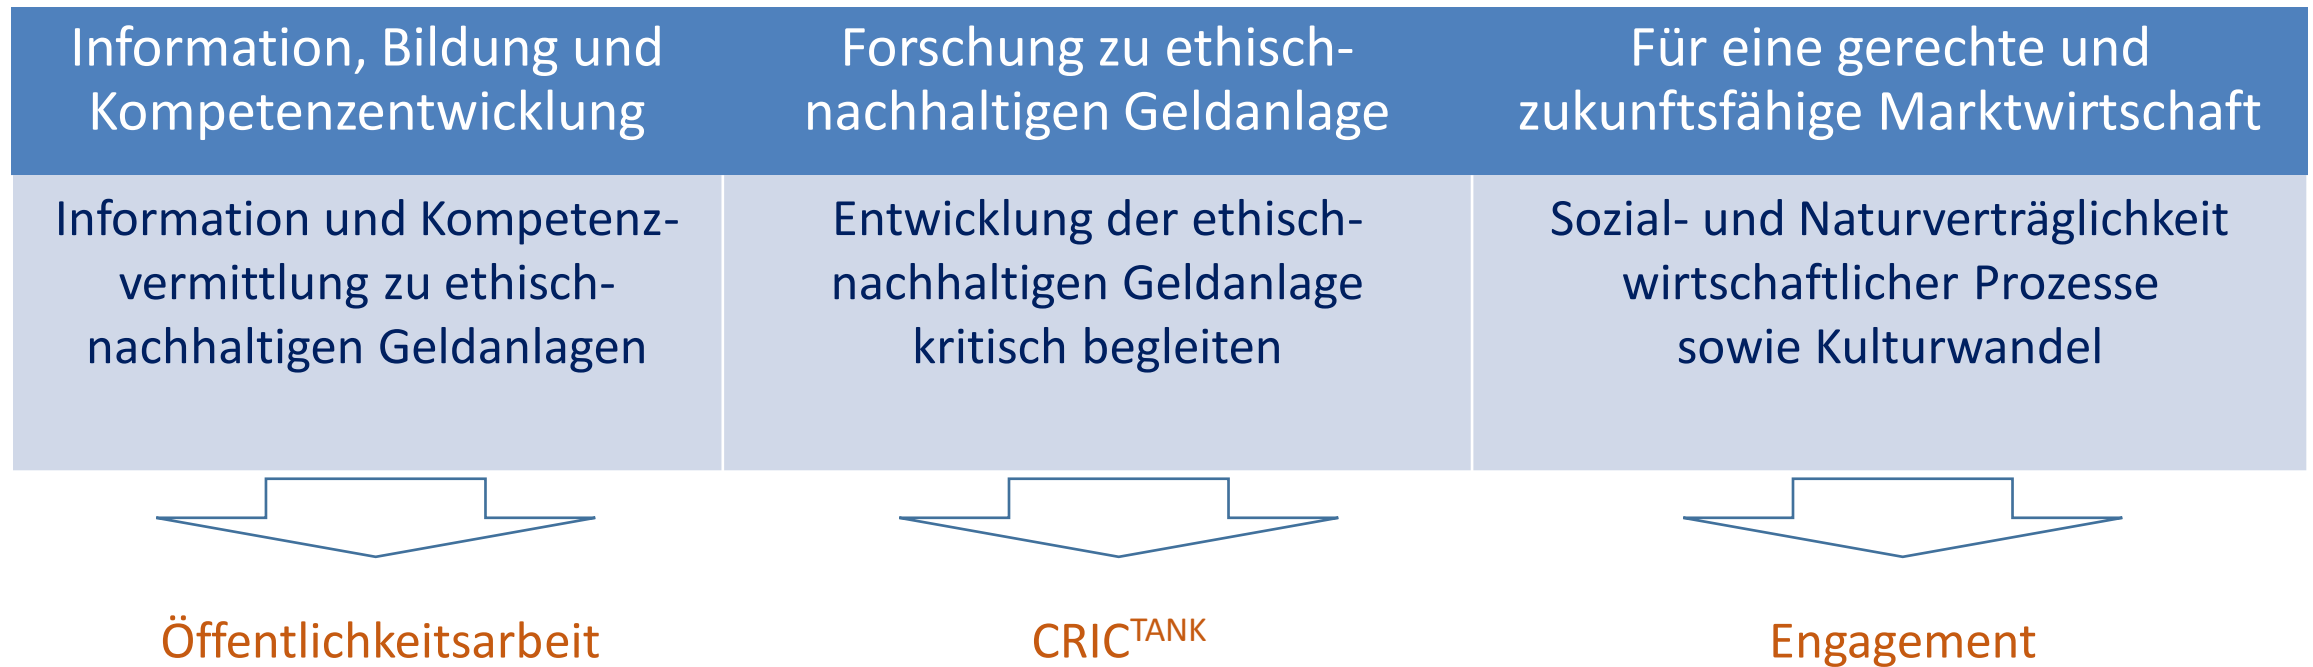 Information, Bildung und
Kompetenzentwicklung
Forschung zu ethisch-
nachhaltigen Geldanlage
Für eine gerechte und
zukunftsfähige Marktwirtschaft
Information und Kompetenz-
vermittlung zu ethisch-
nachhaltigen Geldanlagen
Entwicklung der ethisch-
nachhaltigen Geldanlage
kritisch begleiten
Sozial- und Naturverträglichkeit
wirtschaftlicher Prozesse
sowie Kulturwandel
Öffentlichkeitsarbeit
CRICTANK
Engagement